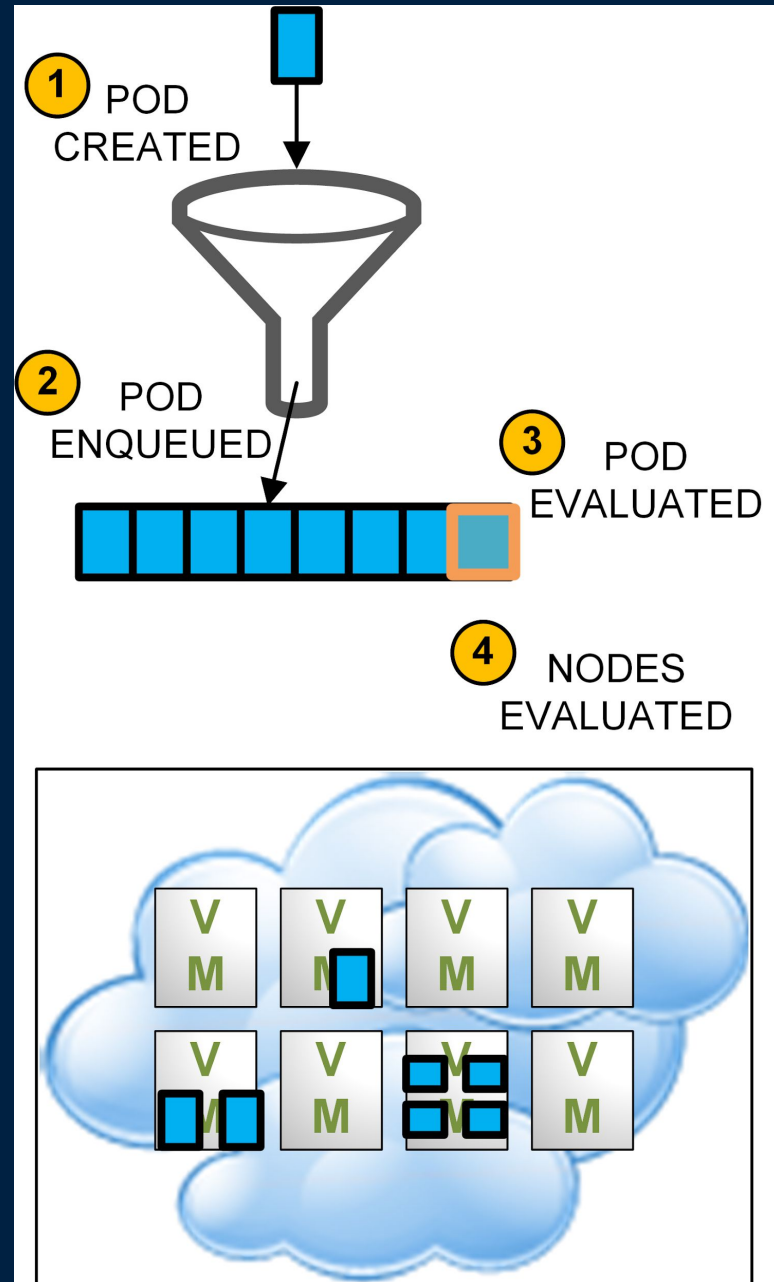 1
POD
CREATED
2
POD
ENQUEUED
3
POD
EVALUATED
4
NODES
EVALUATED
V V V V
M M M M
V V V V
M M M M